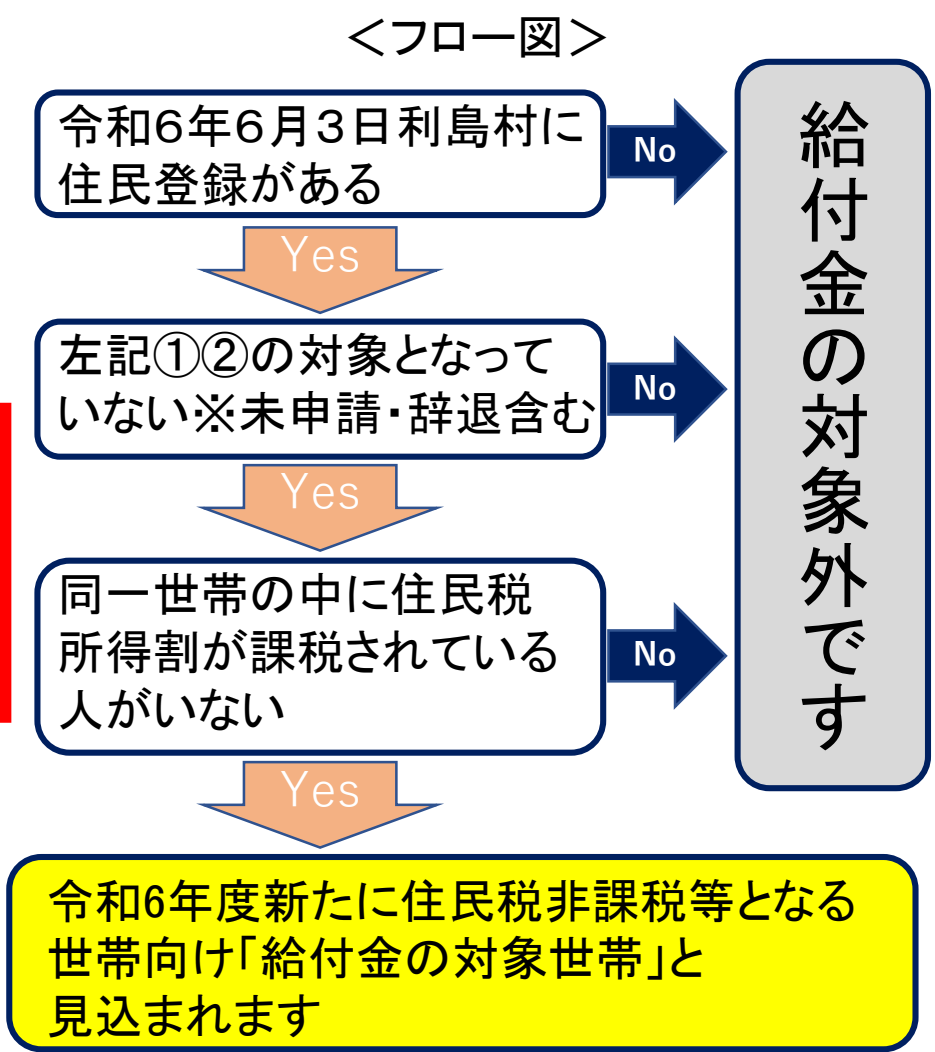 ＜フロー図＞
令和６年６月３日利島村に
住民登録がある
No
Yes
左記①②の対象となって
いない※未申請・辞退含む
No
Yes
同一世帯の中に住民税
所得割が課税されている
人がいない
No
Yes
給付金の対象外です
令和6年度新たに住民税非課税等となる
世帯向け「給付金の対象世帯」と
見込まれます